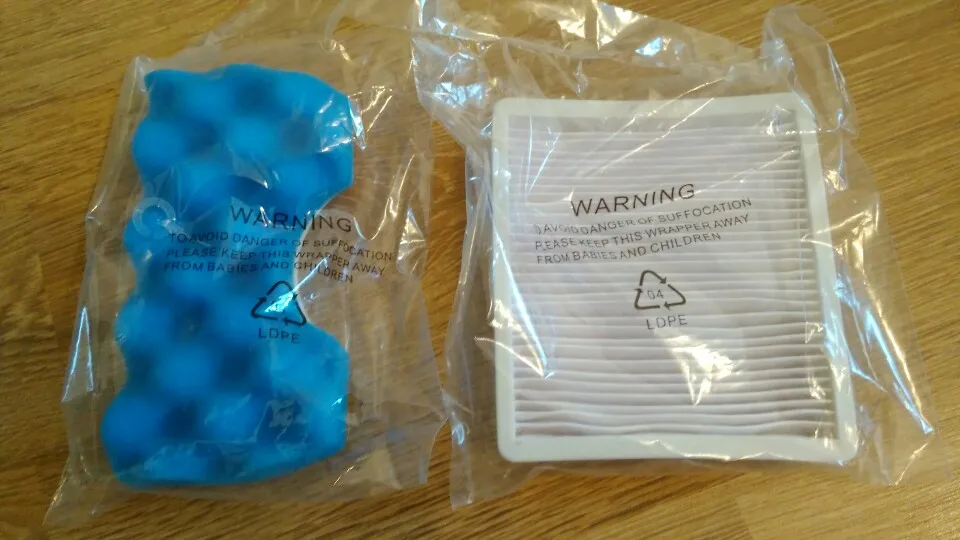 WARNING
TO AVOID DANGER OF SUFFOCATION
PLEASE KEEP THIS WRAPPER AWAY
FROM BABIES AND CHILDREN
LDPE
WARNING
TO AVOID DANGER OF SUFFOCATION
PLEASE KEEP THIS WRAPPER AWAY
FROM BABIES AND CHILDREN
04
LDPE